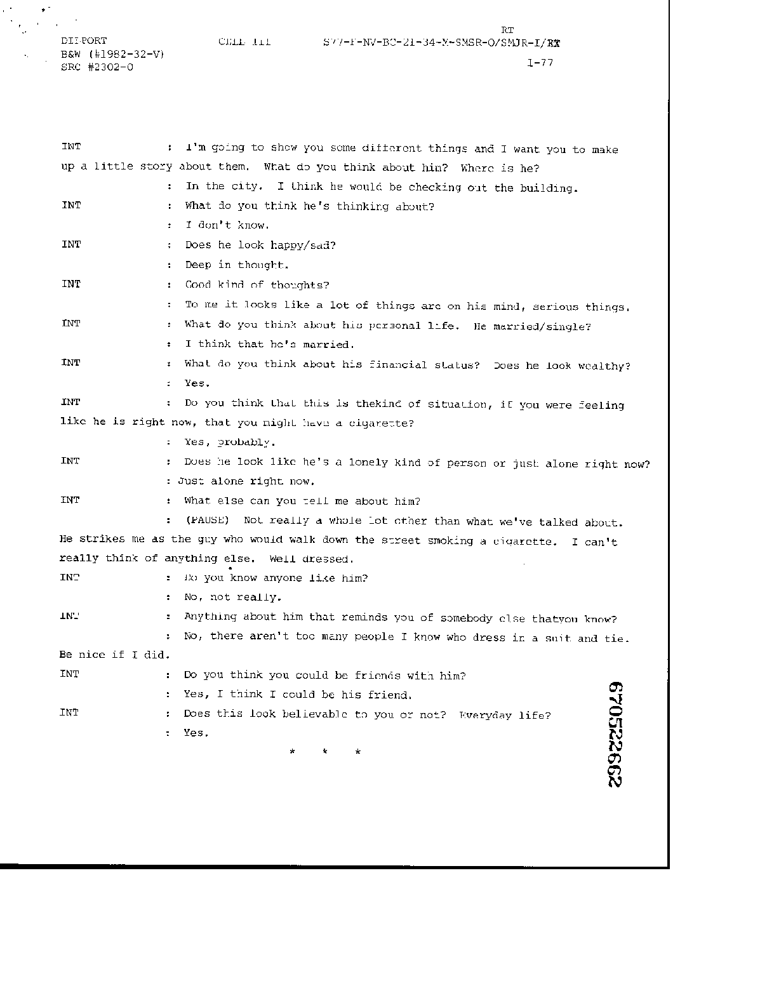 RT
DII-PORT CELL III S77-F-NV-BC-21-34-M-SMSR-O/SMJR-I/RT
B&W (#1982-32-V)
SRC #2302-0
1-77
INT : I'm going to show you some different things and I want you to make
up a little story about them. What do you think about him? Where is he?
: In the city. I think he would be checking out the building.
INT : What do you think he's thinking about?
: I don't know.
INT : Does he look happy/sad?
: Deep in thought.
INT : Good kind of thoughts?
: To me it looks like a lot of things are on his mind, serious things.
INT : What do you think about his personal life. He married/single?
: I think that he's married.
INT : What do you think about his financial status? Does he look wealthy?
: Yes.
INT : Do you think that this is thekind of situation, if you were feeling
like he is right now, that you might have a cigarette?
: Yes, probably.
INT : Does he look like he's a lonely kind of person or just alone right now?
: Just alone right now.
INT : What else can you tell me about him?
: (PAUSE) Not really a whole lot other than what we've talked about.
He strikes me as the guy who would walk down the street smoking a cigarette. I can't
really think of anything else. Well dressed.
INT : Do you know anyone like him?
: No, not really.
INT : Anything about him that reminds you of somebody else thatyou know?
: No, there aren't too many people I know who dress in a suit and tie.
Be nice if I did.
INT : Do you think you could be friends with him?
: Yes, I think I could be his friend.
INT : Does this look believable to you or not? Everyday life?
: Yes.
* * *
670522662